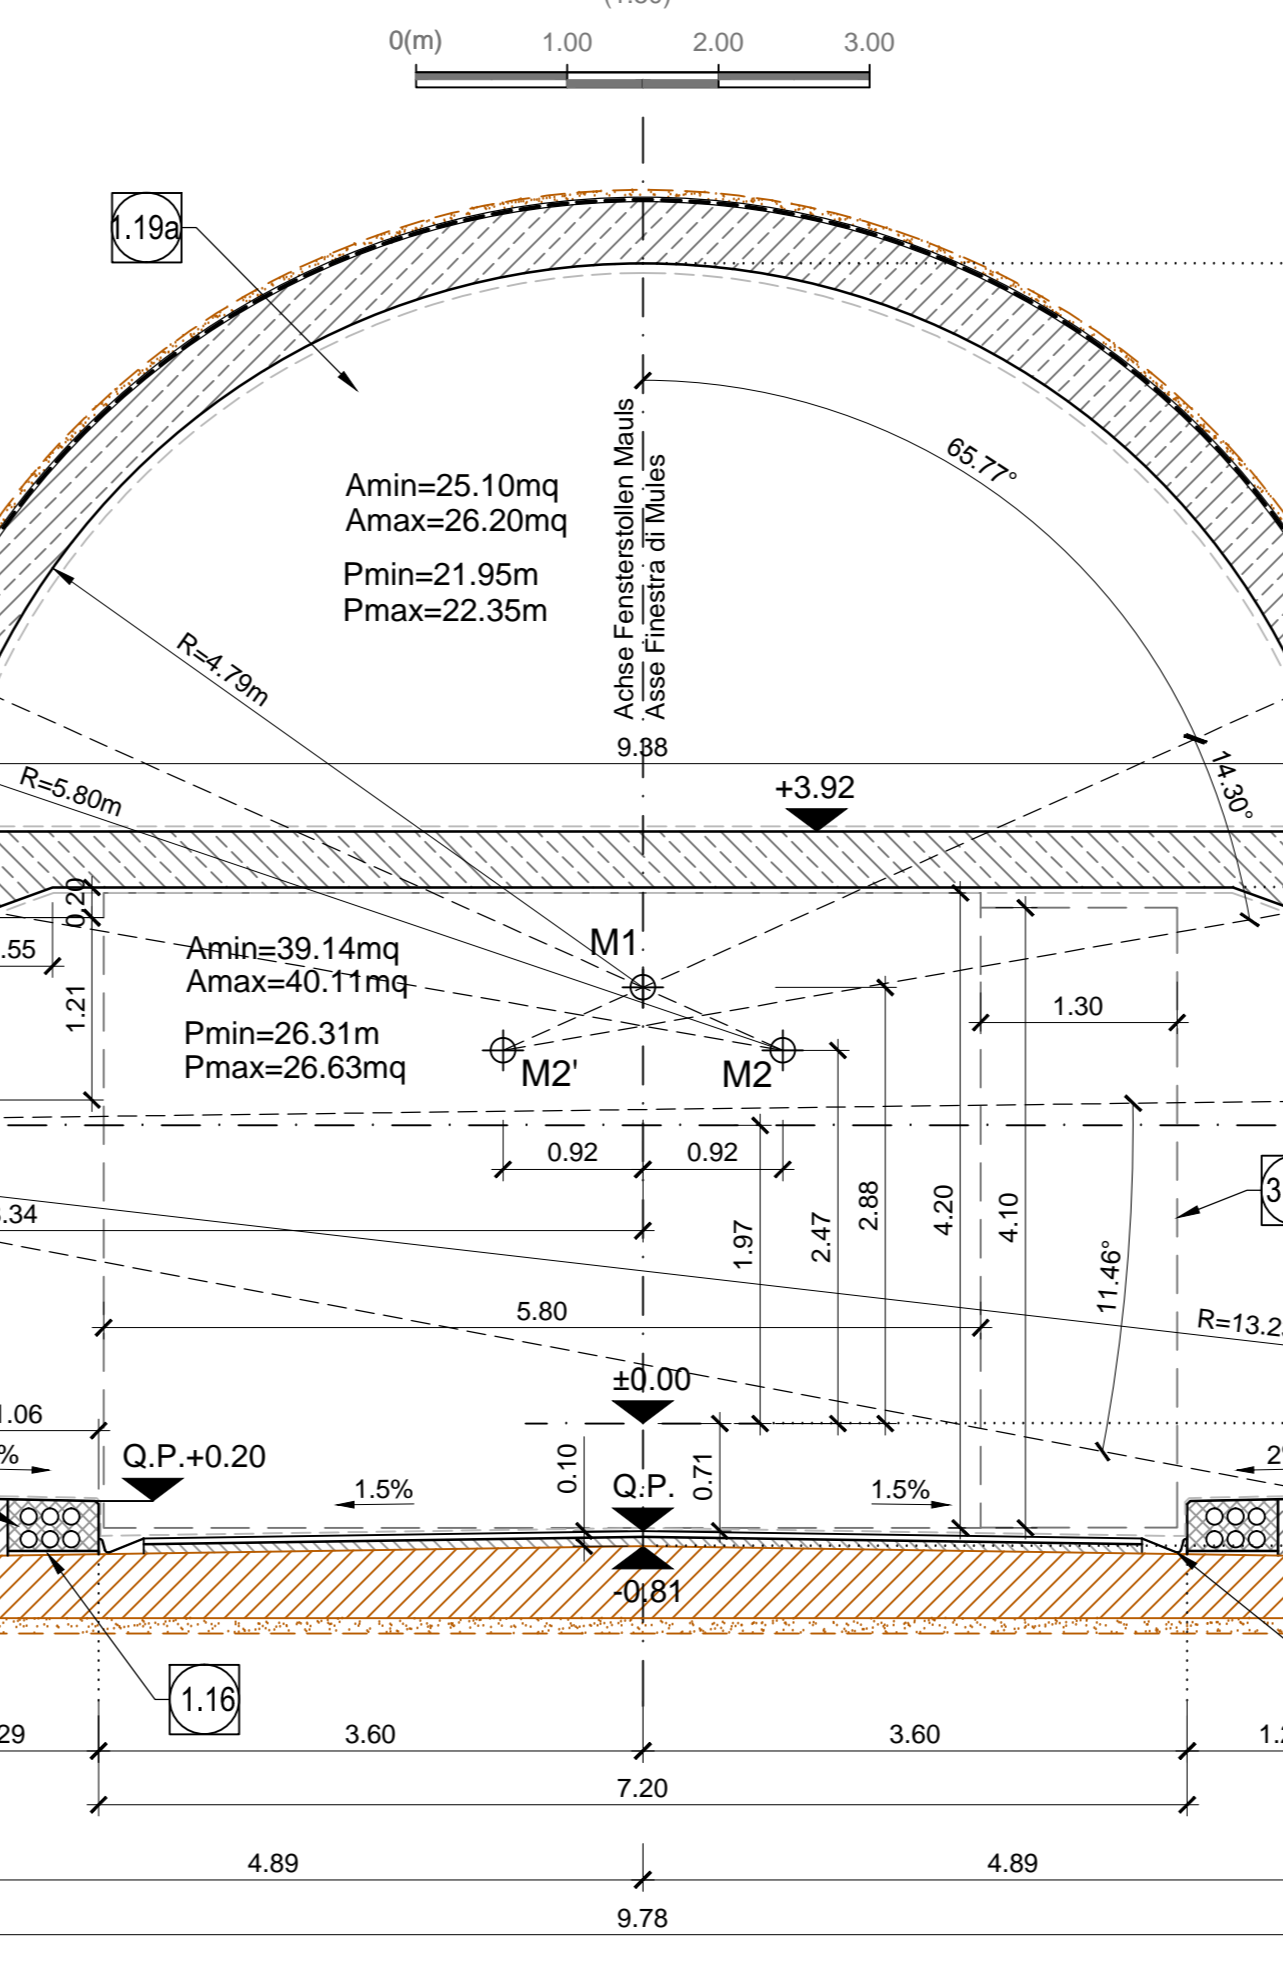 0(m) 1.00 2.00 3.00
1.19a
65.77°
Amin=25.10mq
Amax=26.20mq
Pmin=21.95m
Pmax=22.35m
Achse Fensterstollen Mauls
Asse Finestra di Mules
R=4.79m
9.38
14.30°
R=5.80m
+3.92
0.20
.55
1.21
Amin=39.14mq
Amax=40.11mq
Pmin=26.31m
Pmax=26.63mq
M1
M2'
M2
1.30
0.92 0.92
1.97
2.47
2.88
4.20
4.10
11.46°
3.34
5.80
±0.00
1.06
Q.P.+0.20
0.10
0.71
Q.P.
1.5%
1.5%
-0.81
1.16
29
3.60
3.60
7.20
4.89
4.89
9.78